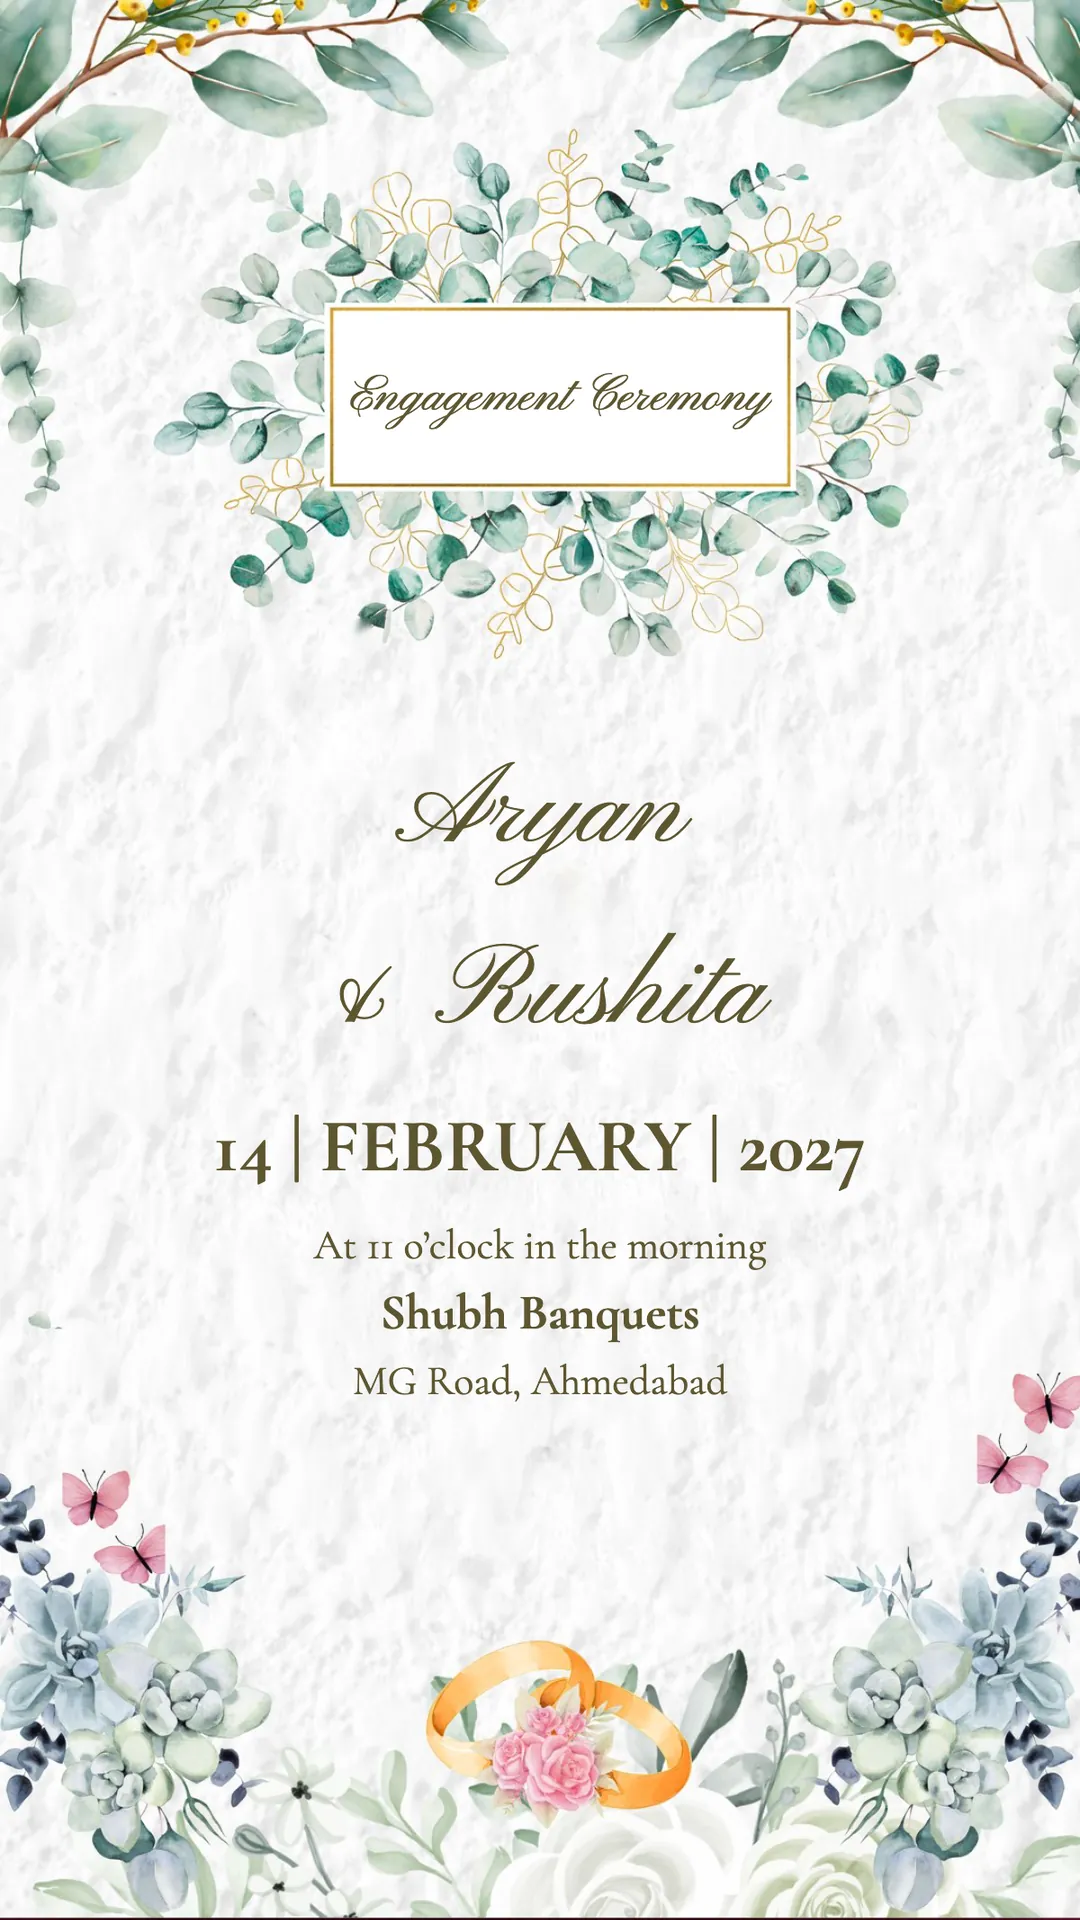 Engagement Ceremony
Aryan
& Rushita
14 | FEBRUARY | 2027
At 11 o’clock in the morning
Shubh Banquets
MG Road, Ahmedabad